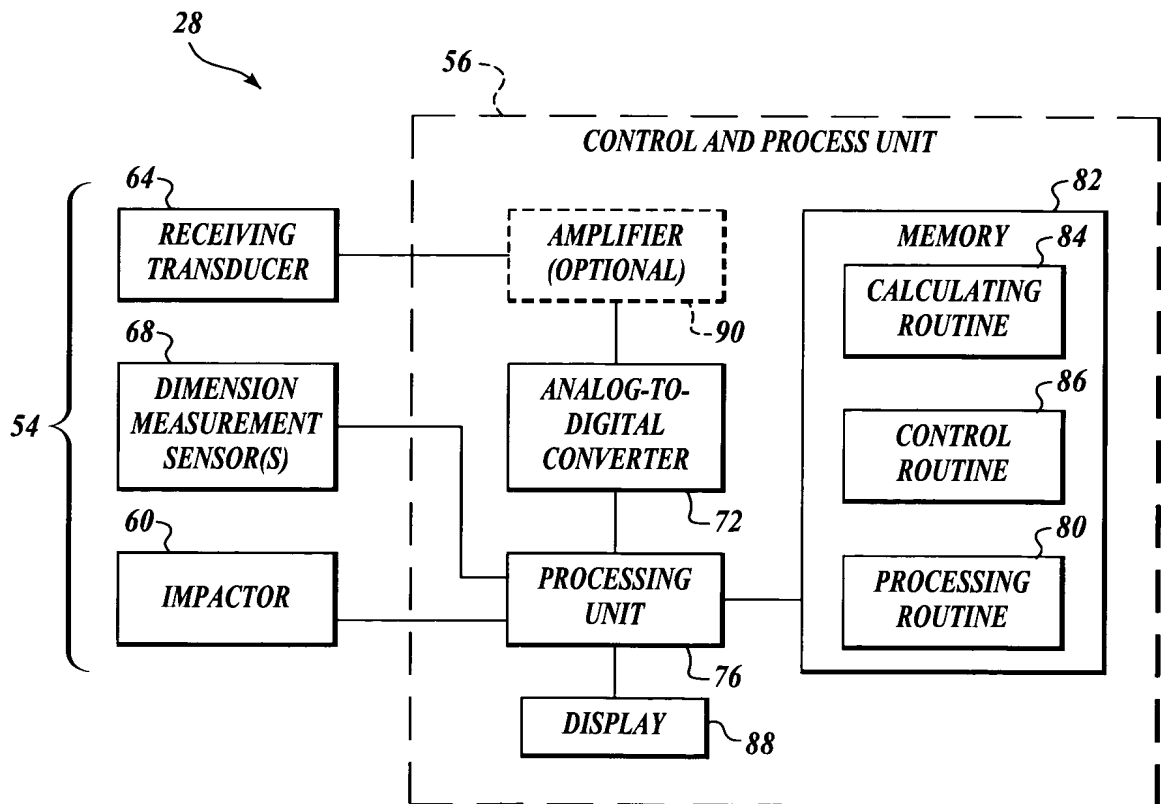 28
56
CONTROL AND PROCESS UNIT
54
64
RECEIVING
TRANSDUCER
68
DIMENSION
MEASUREMENT
SENSOR(S)
60
IMPACTOR
AMPLIFIER
(OPTIONAL)
90
ANALOG-TO-
DIGITAL
CONVERTER
72
PROCESSING
UNIT
76
DISPLAY
88
82
MEMORY
84
CALCULATING
ROUTINE
86
CONTROL
ROUTINE
80
PROCESSING
ROUTINE